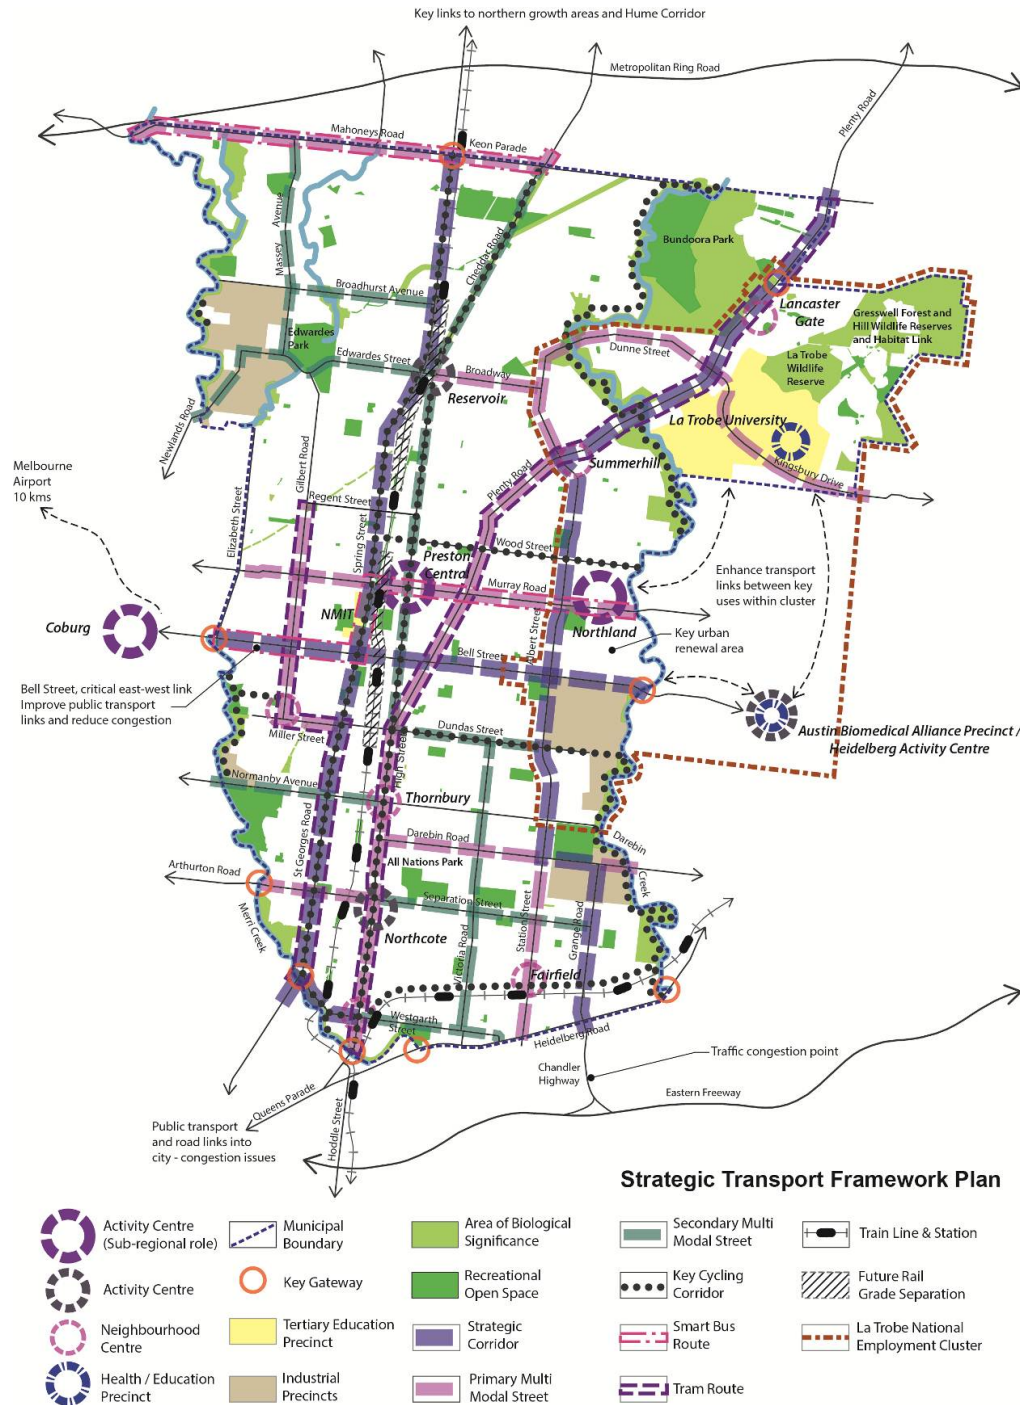 Key links to northern growth areas and Hume Corridor
Metropolitan Ring Road
Plenty Road
Mahoneys Road
Keon Parade
Massey Avenue
Cheddar Road
Bundoora Park
Broadhurst Avenue
Lancaster
Gate
Gresswell Forest and
Hill Wildlife Reserves
and Habitat Link
Edwardes
Park
Edwardes Street
Dunne Street
La Trobe
Wildlife
Reserve
Broadway
Reservoir
La Trobe University
Newlands Road
Summerhill
Kingsbury Drive
Melbourne
Airport
10 kms
Gilbert Road
Plenty Road
Regent Street
Elizabeth Street
Spring Street
Wood Street
Preston
Central
Enhance transport
links between key
uses within cluster
Murray Road
NMIT
Coburg
Northland
Albert Street
Key urban
renewal area
Bell Street
Bell Street, critical east-west link
Improve public transport
links and reduce congestion
Dundas Street
Austin Biomedical Alliance Precinct /
Heidelberg Activity Centre
Miller Street
High Street
Normanby Avenue
Thornbury
Darebin Road
Darebin
Creek
St Georges Road
All Nations Park
Arthurton Road
Separation Street
Merri Creek
Northcote
Victoria Road
Station Street
Grange Road
Fairfield
Westgarth
Street
Heidelberg Road
Chandler
Highway
Traffic congestion point
Eastern Freeway
Queens Parade
Hoddle Street
Public transport
and road links into
city - congestion issues
Strategic Transport Framework Plan
Activity Centre
(Sub-regional role)
Municipal
Boundary
Area of Biological
Significance
Secondary Multi
Modal Street
Train Line & Station
Activity Centre
Key Gateway
Recreational
Open Space
Key Cycling
Corridor
Future Rail
Grade Separation
Neighbourhood
Centre
Tertiary Education
Precinct
Strategic
Corridor
Smart Bus
Route
La Trobe National
Employment Cluster
Health / Education
Precinct
Industrial
Precincts
Primary Multi
Modal Street
Tram Route